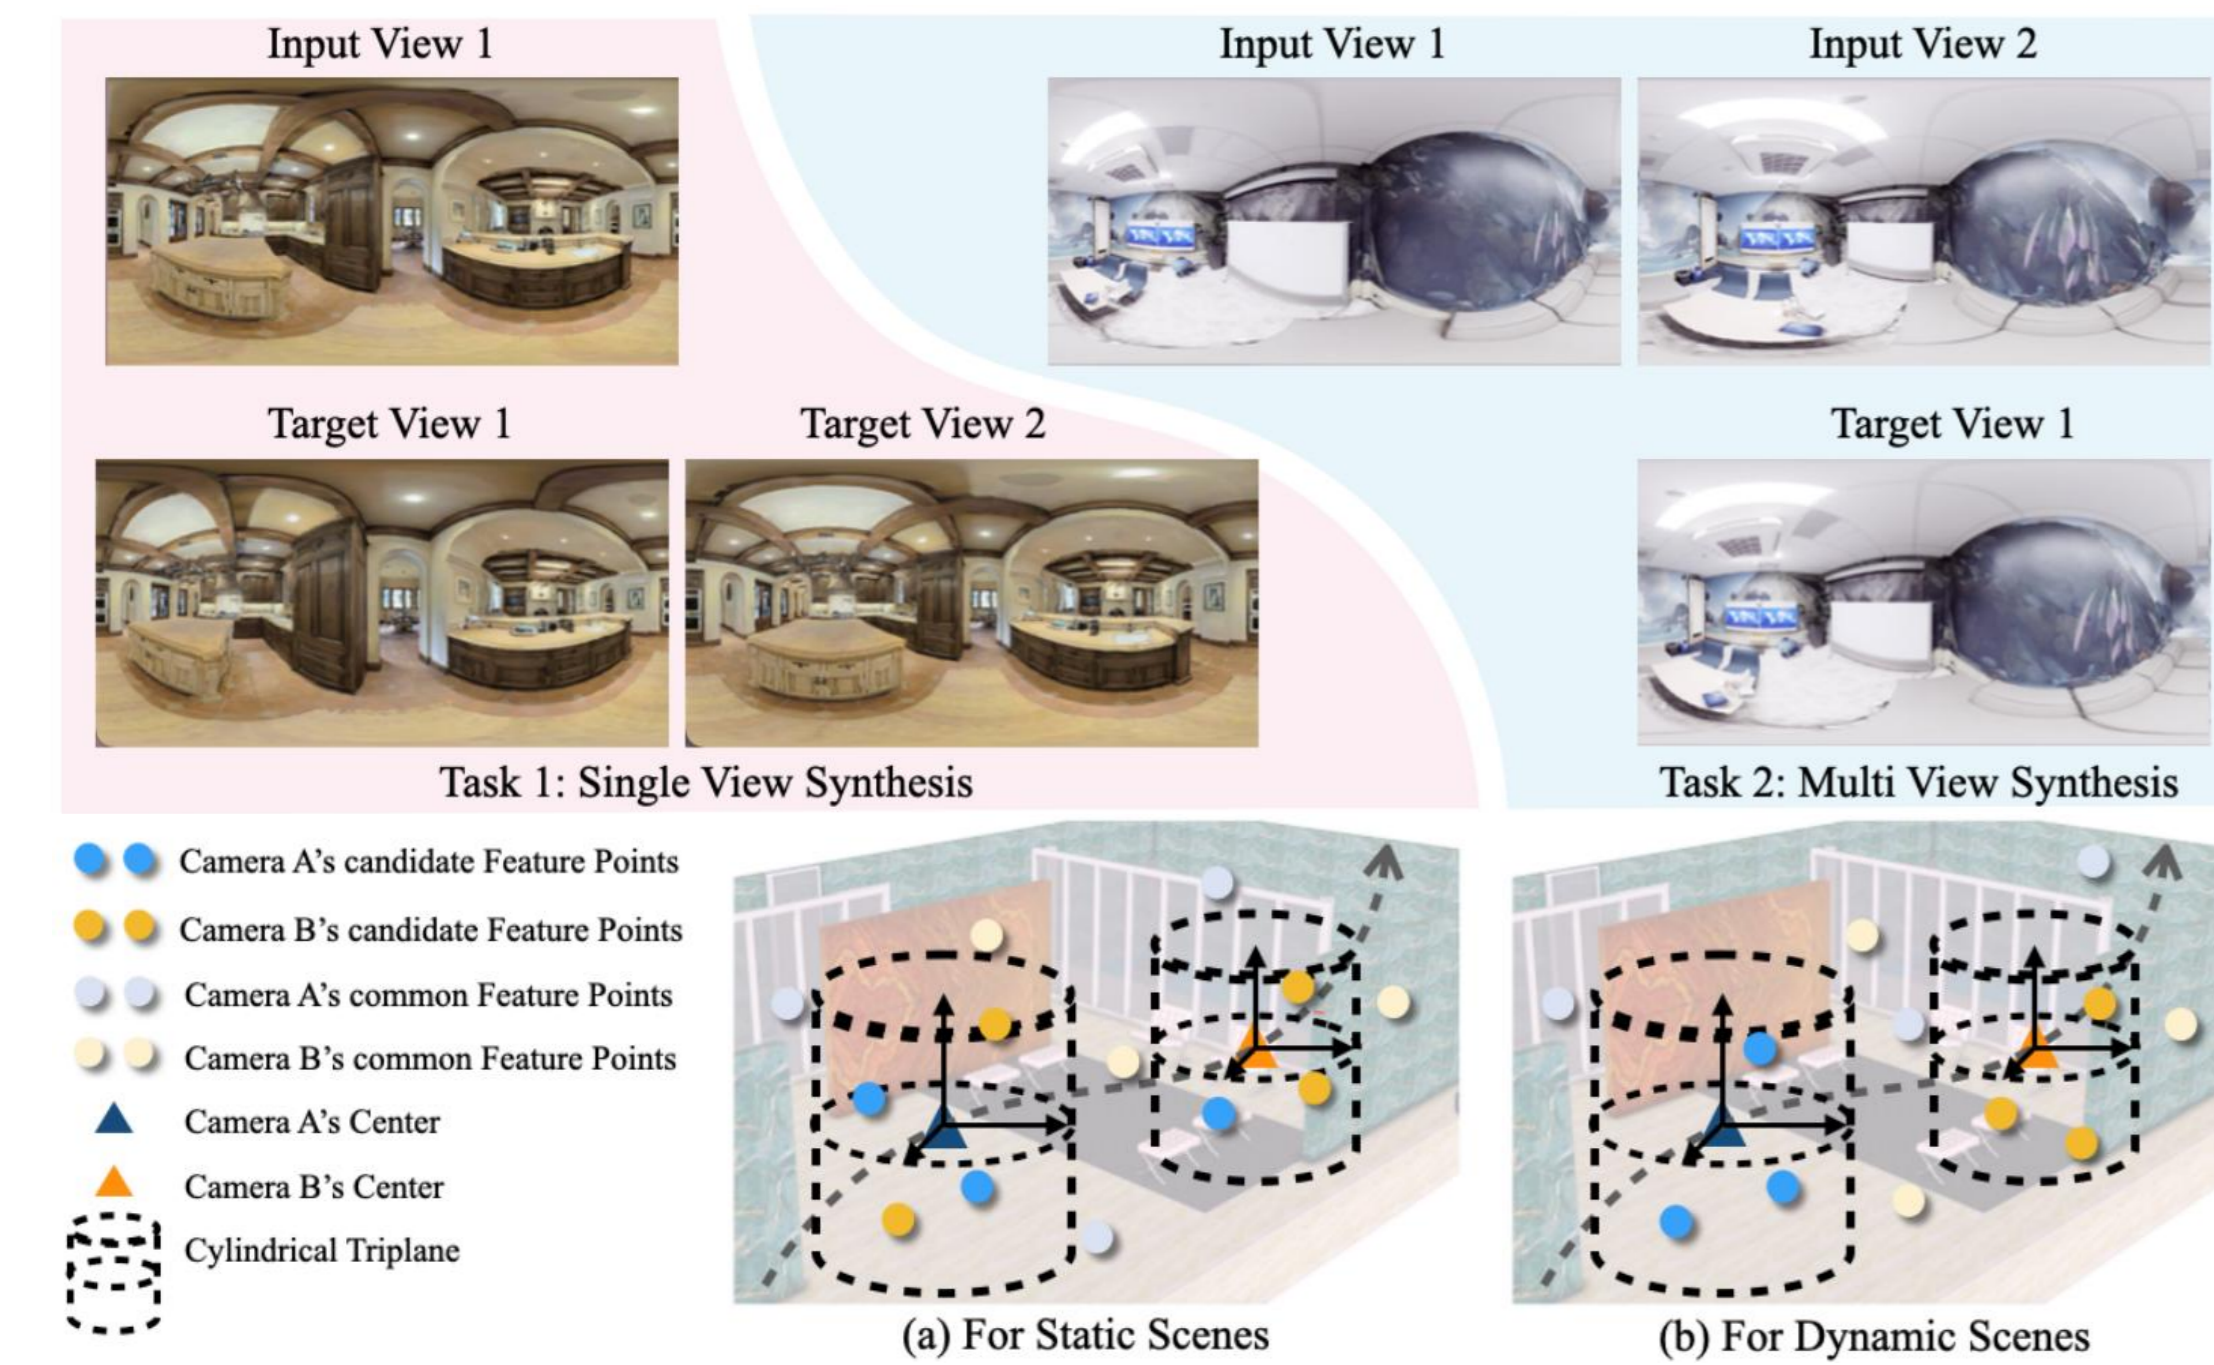 Input View 1
Input View 1
Input View 2
Target View 1
Target View 2
Target View 1
Task 1: Single View Synthesis
Task 2: Multi View Synthesis
Camera A's candidate Feature Points
Camera B's candidate Feature Points
Camera A's common Feature Points
Camera B's common Feature Points
Camera A's Center
Camera B's Center
Cylindrical Triplane
(a) For Static Scenes
(b) For Dynamic Scenes